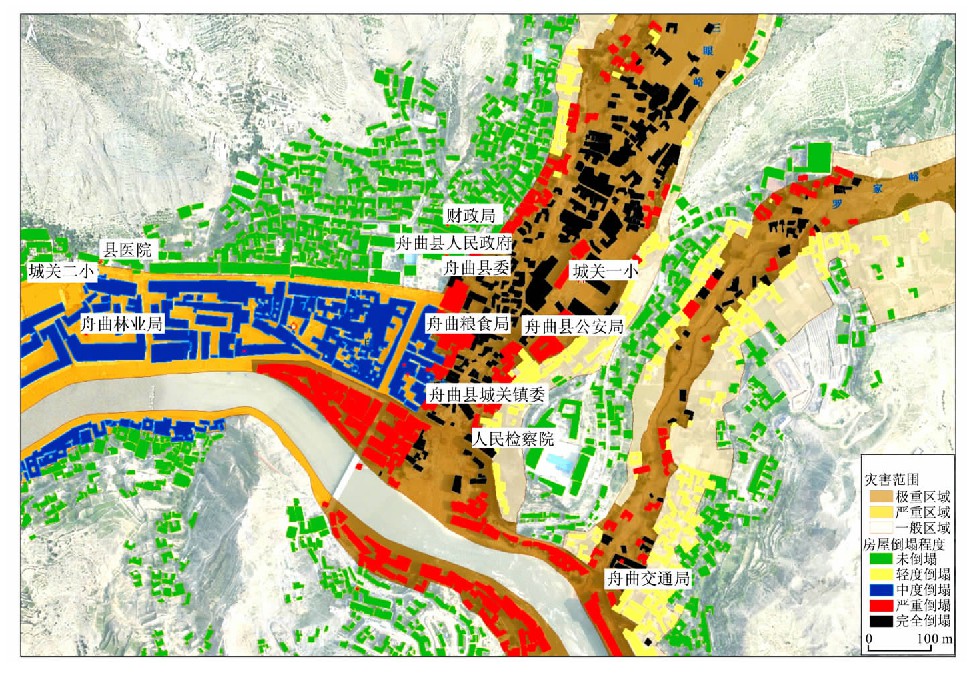 三
眼
峪
罗 家 峪
财政局
舟曲县人民政府
县医院
城关二小
舟曲县委
城关一小
舟曲林业局
舟曲粮食局
舟曲县公安局
舟曲县城关镇委
人民检察院
舟曲交通局
灾害范围
极重区域
严重区域
一般区域
房屋倒塌程度
未倒塌
轻度倒塌
中度倒塌
严重倒塌
完全倒塌
0 100 m